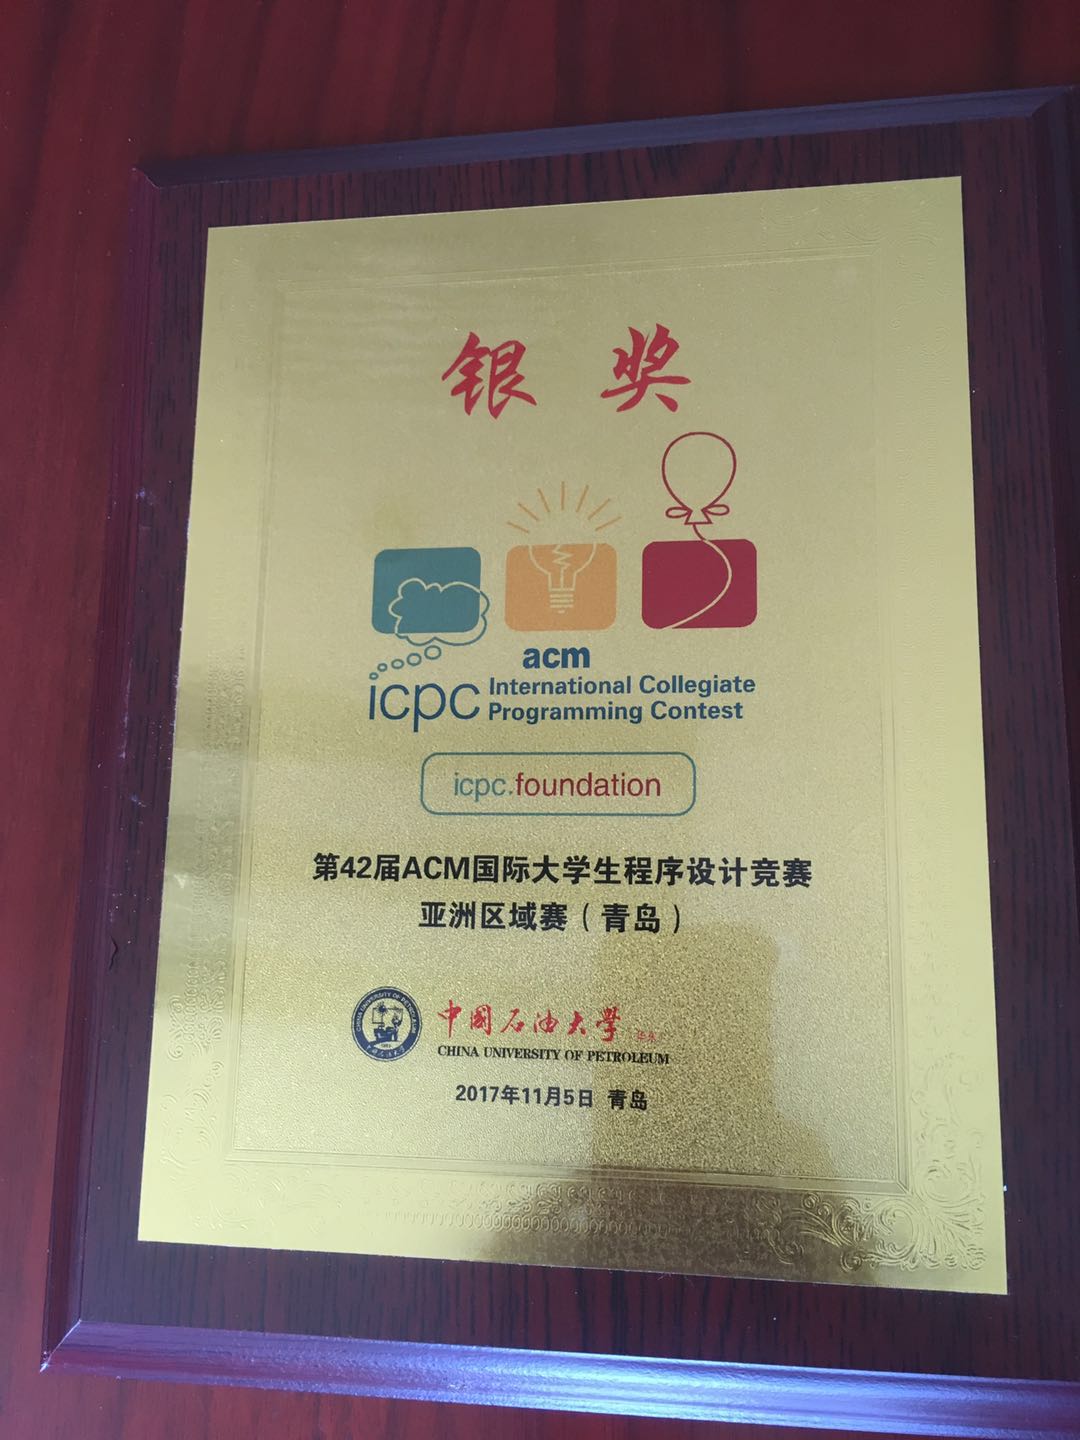 银 奖
acm
icpc International Collegiate
Programming Contest
icpc.foundation
第42届ACM国际大学生程序设计竞赛
亚洲区域赛（青岛）
中国石油大学
CHINA UNIVERSITY OF PETROLEUM
2017年11月5日 青岛